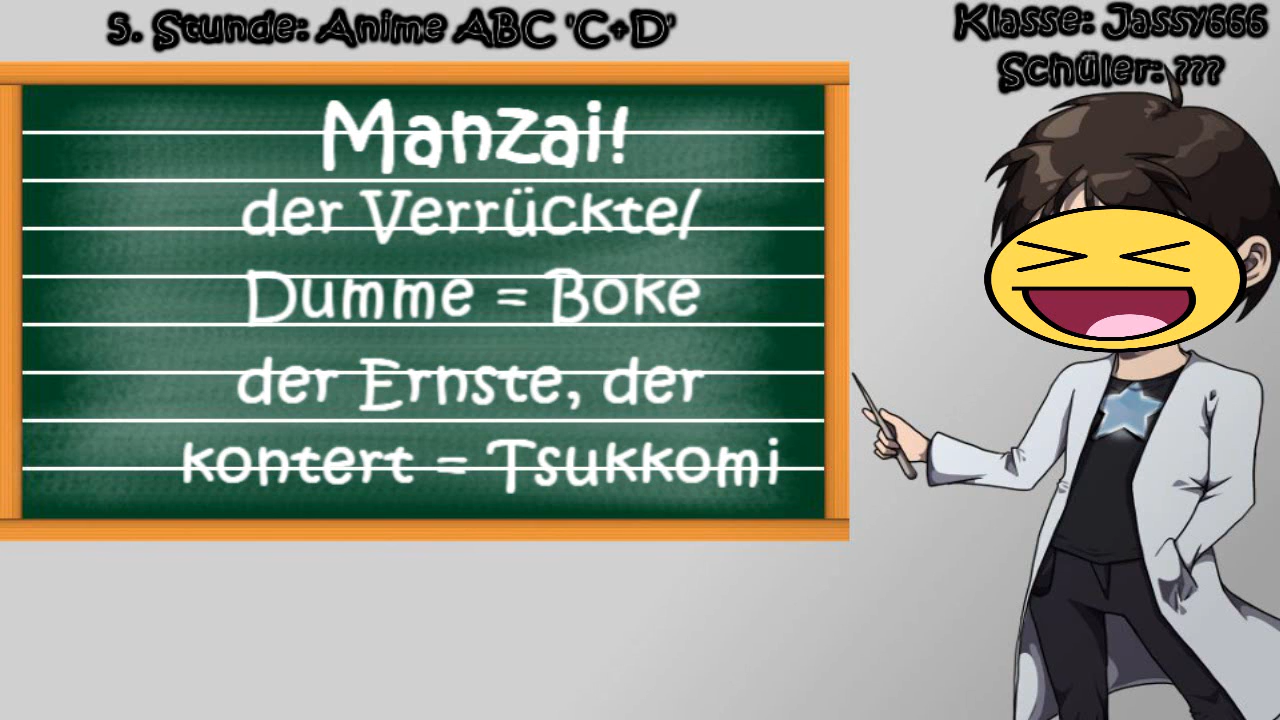 5. Stunde: Anime ABC 'C+D'
Klasse: Jassy666
Schüler: ???
Manzai!
der Verrückte/
Dumme = Boke
der Ernste, der
kontert = Tsukkomi